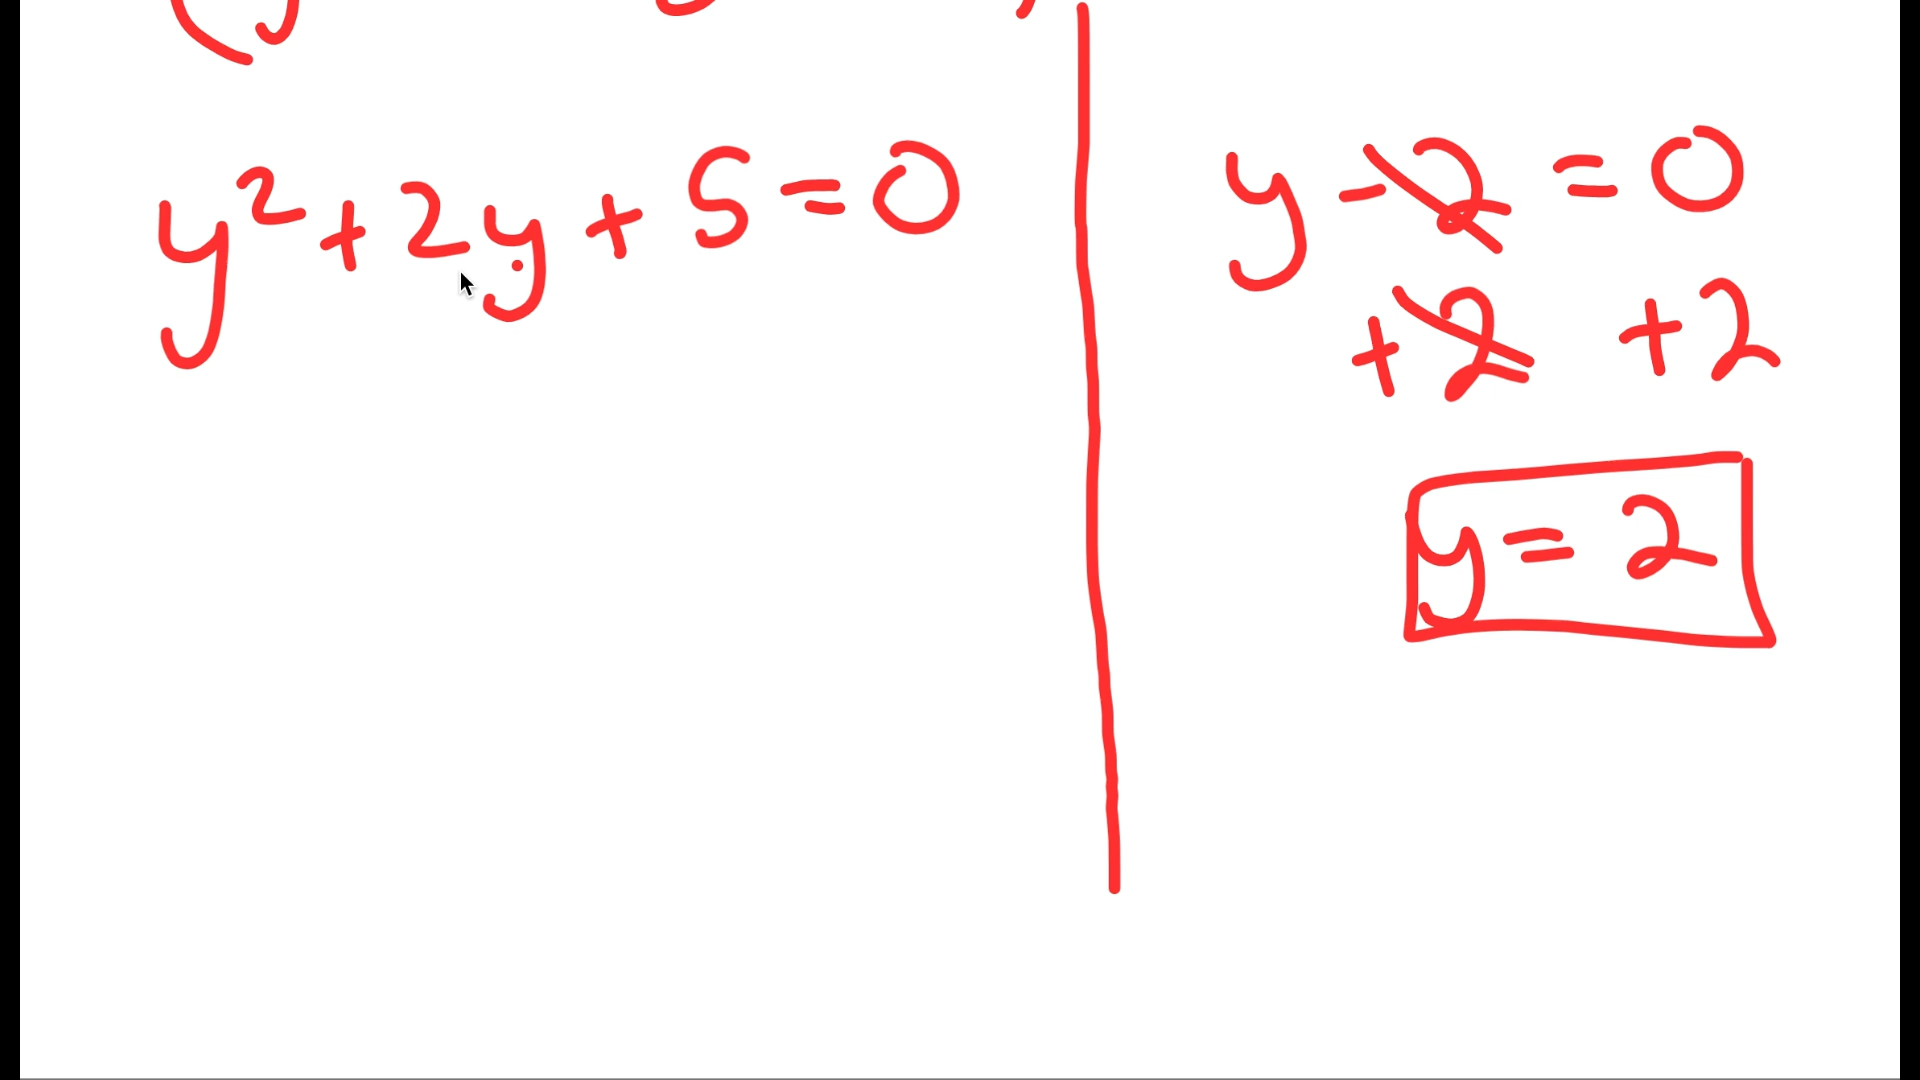 y² + 2y + 5 = 0
y - 2 = 0
+ 2 + 2
y = 2